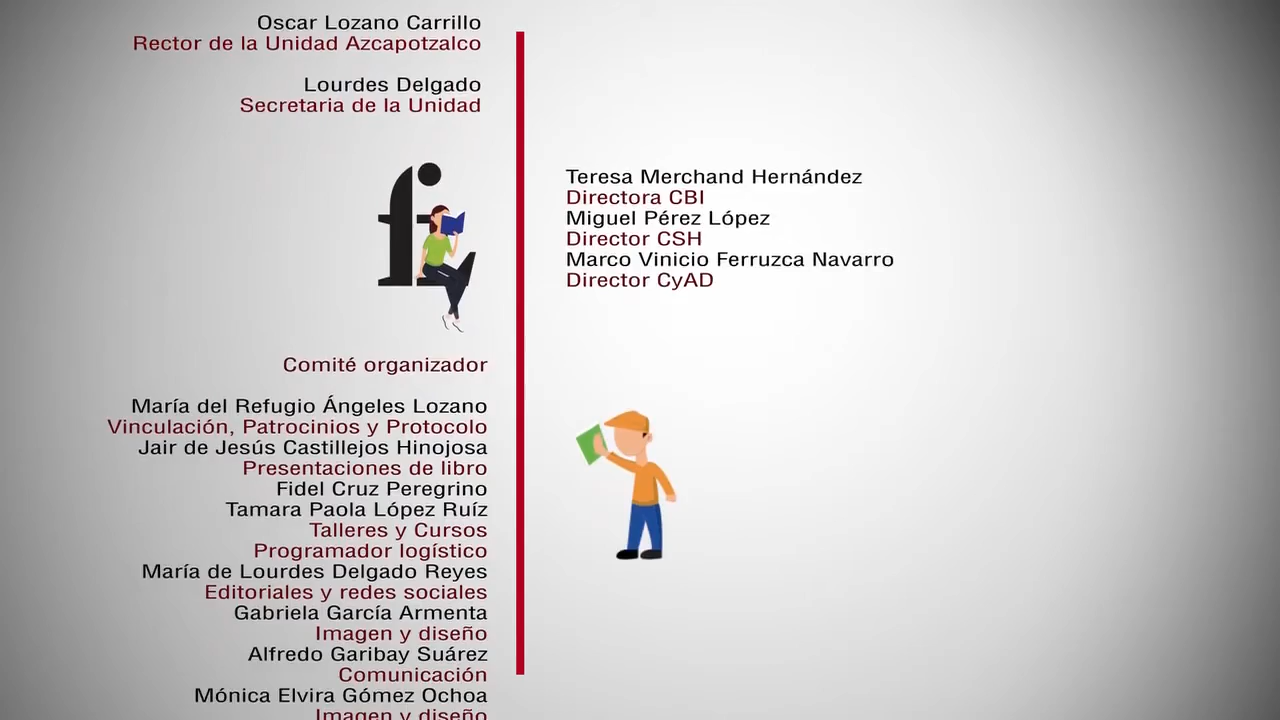 Oscar Lozano Carrillo
Rector de la Unidad Azcapotzalco
Lourdes Delgado
Secretaria de la Unidad
fi
Teresa Merchand Hernández
Directora CBI
Miguel Pérez López
Director CSH
Marco Vinicio Ferruzca Navarro
Director CyAD
Comité organizador
María del Refugio Ángeles Lozano
Vinculación, Patrocinios y Protocolo
Jair de Jesús Castillejos Hinojosa
Presentaciones de libro
Fidel Cruz Peregrino
Tamara Paola López Ruíz
Talleres y Cursos
Programador logístico
María de Lourdes Delgado Reyes
Editoriales y redes sociales
Gabriela García Armenta
Imagen y diseño
Alfredo Garibay Suárez
Comunicación
Mónica Elvira Gómez Ochoa
Imagen y diseño